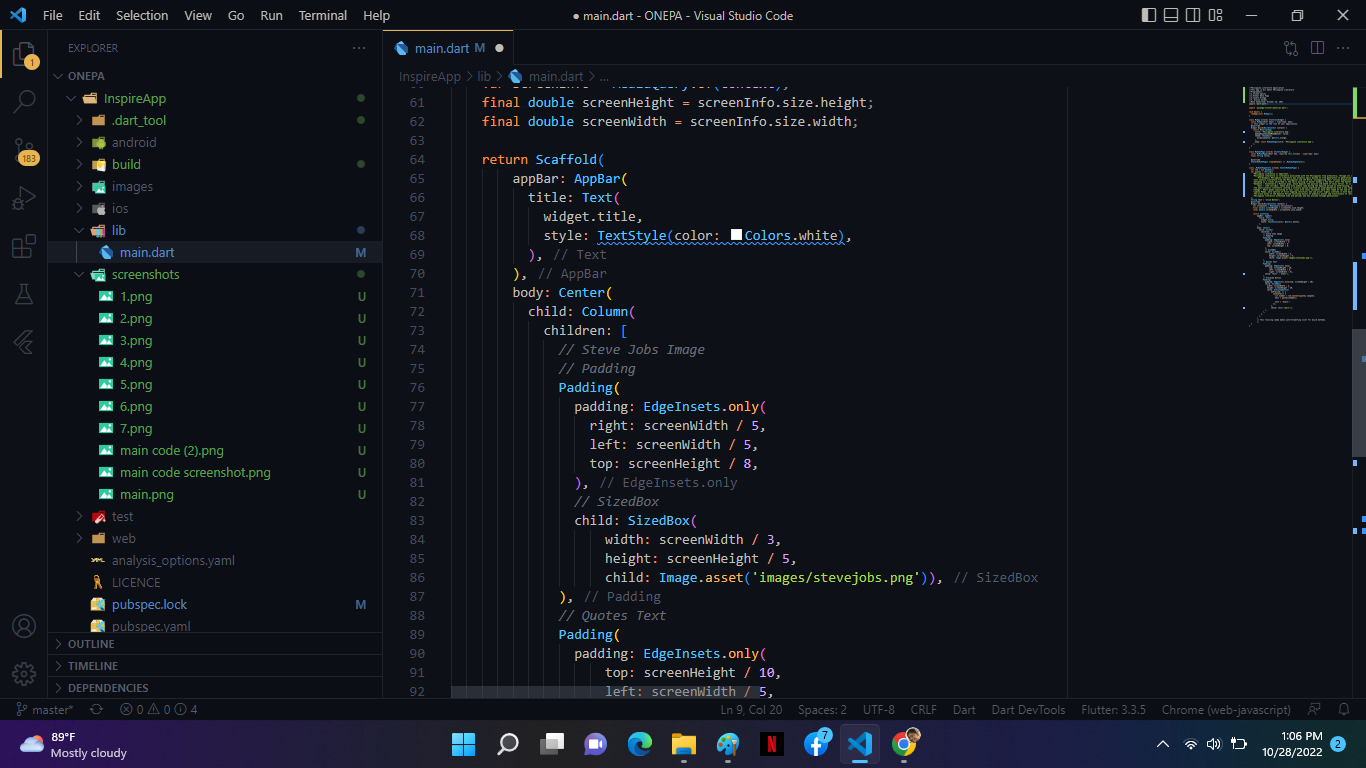 File Edit Selection View Go Run Terminal Help
● main.dart - ONEPA - Visual Studio Code
EXPLORER
ONEPA
InspireApp
.dart_tool
android
build
images
ios
lib
main.dart M
screenshots
1.png U
2.png U
3.png U
4.png U
5.png U
6.png U
7.png U
main code (2).png U
main code screenshot.png U
main.png U
test
web
analysis_options.yaml
LICENCE
pubspec.lock M
pubspec.yaml
OUTLINE
TIMELINE
DEPENDENCIES
1
183
main.dart M ●
InspireApp > lib > main.dart > ...
61 final double screenHeight = screenInfo.size.height;
62 final double screenWidth = screenInfo.size.width;
63
64 return Scaffold(
65 appBar: AppBar(
66 title: Text(
67 widget.title,
68 style: TextStyle(color: Colors.white),
69 ), // Text
70 ), // AppBar
71 body: Center(
72 child: Column(
73 children: [
74 // Steve Jobs Image
75 // Padding
76 Padding(
77 padding: EdgeInsets.only(
78 right: screenWidth / 5,
79 left: screenWidth / 5,
80 top: screenHeight / 8,
81 ), // EdgeInsets.only
82 // SizedBox
83 child: SizedBox(
84 width: screenWidth / 3,
85 height: screenHeight / 5,
86 child: Image.asset('images/stevejobs.png')), // SizedBox
87 ), // Padding
88 // Quotes Text
89 Padding(
90 padding: EdgeInsets.only(
91 top: screenHeight / 10,
92 left: screenWidth / 5,
master* 0 0 4
Ln 9, Col 20 Spaces: 2 UTF-8 CRLF Dart Dart DevTools Flutter: 3.3.5 Chrome (web-javascript)
89°F
Mostly cloudy
N
7
1:06 PM
10/28/2022
2